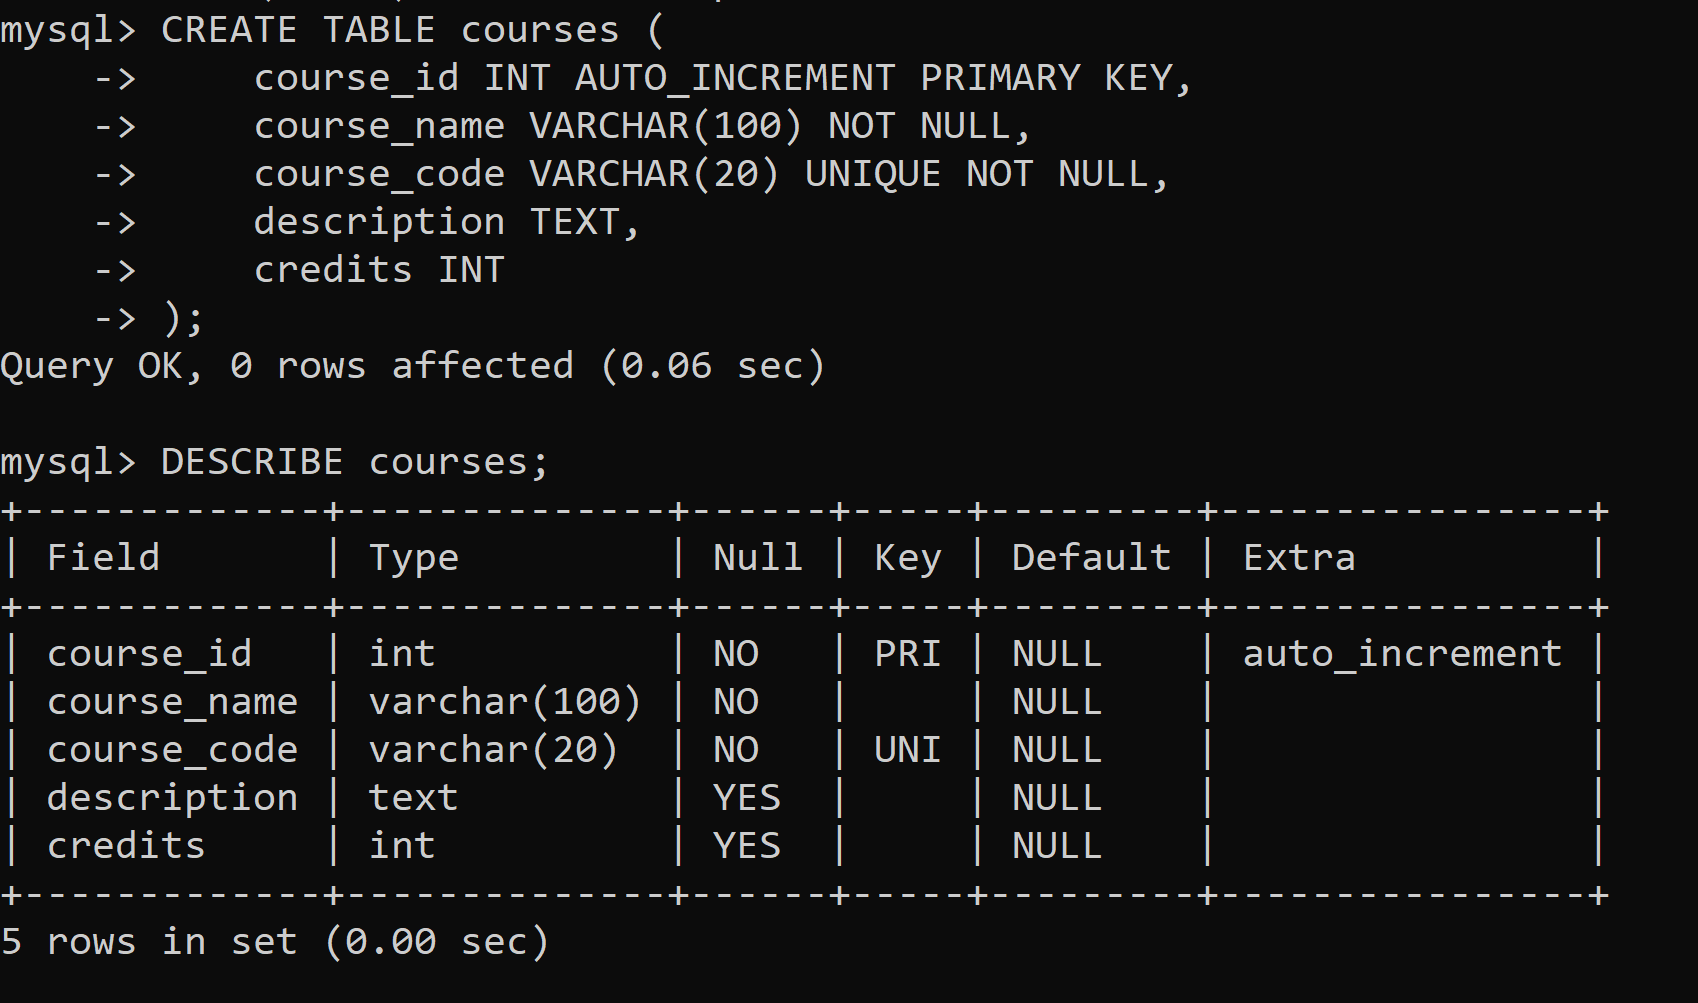 mysql> CREATE TABLE courses (
    ->     course_id INT AUTO_INCREMENT PRIMARY KEY,
    ->     course_name VARCHAR(100) NOT NULL,
    ->     course_code VARCHAR(20) UNIQUE NOT NULL,
    ->     description TEXT,
    ->     credits INT
    -> );
Query OK, 0 rows affected (0.06 sec)

mysql> DESCRIBE courses;
+-------------+--------------+------+-----+---------+----------------+
| Field       | Type         | Null | Key | Default | Extra          |
+-------------+--------------+------+-----+---------+----------------+
| course_id   | int          | NO   | PRI | NULL    | auto_increment |
| course_name | varchar(100) | NO   |     | NULL    |                |
| course_code | varchar(20)  | NO   | UNI | NULL    |                |
| description | text         | YES  |     | NULL    |                |
| credits     | int          | YES  |     | NULL    |                |
+-------------+--------------+------+-----+---------+----------------+
5 rows in set (0.00 sec)